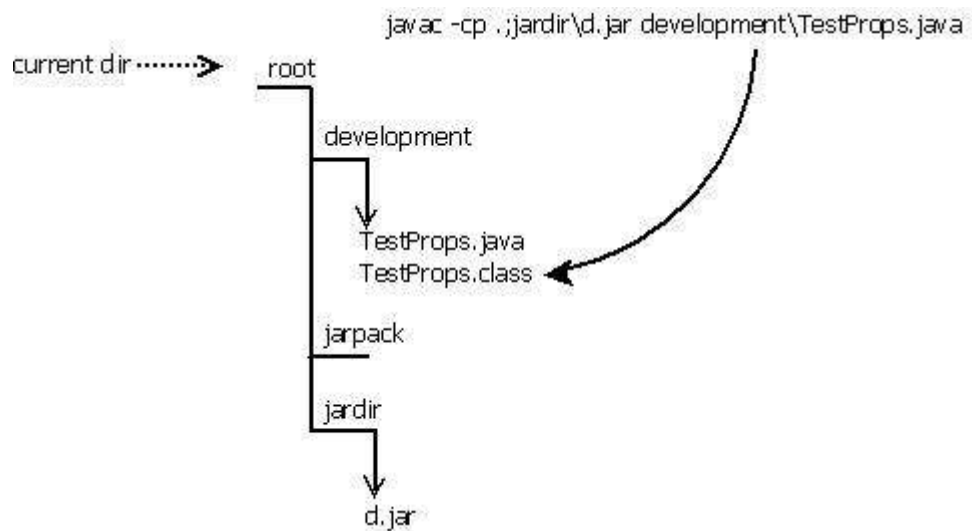 javac -cp .;jardir\d.jar development\TestProps.java
current dir
root
development
TestProps.java
TestProps.class
jarpack
jardir
d.jar